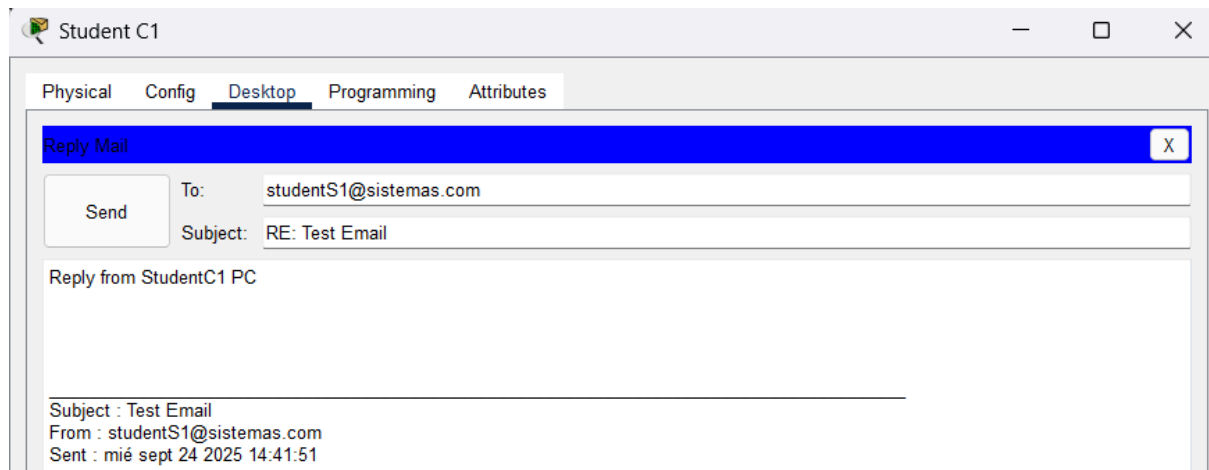 Student C1
Physical Config Desktop Programming Attributes
Reply Mail X
Send
To: studentS1@sistemas.com
Subject: RE: Test Email
Reply from StudentC1 PC
Subject : Test Email
From : studentS1@sistemas.com
Sent : mié sept 24 2025 14:41:51